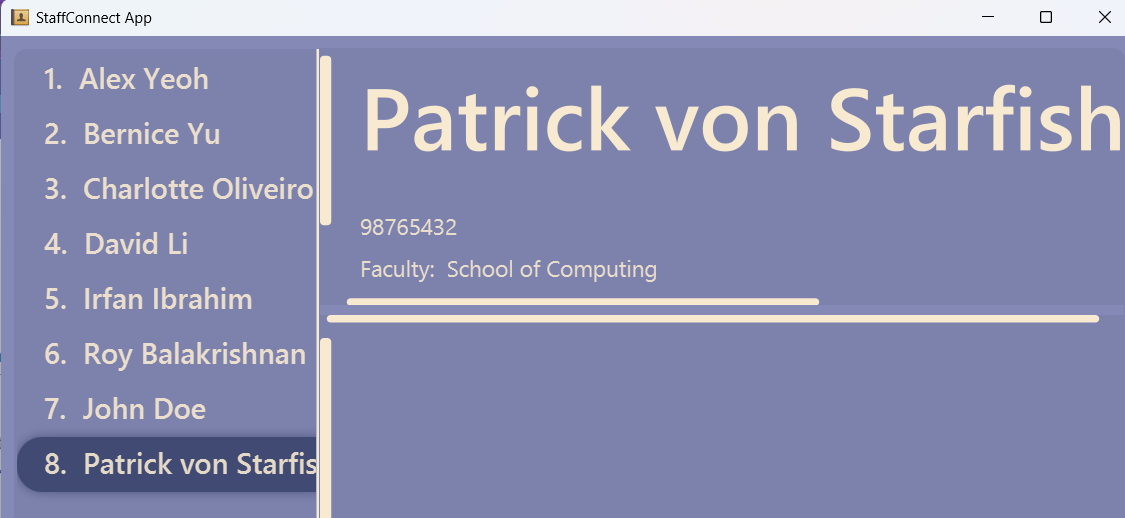 StaffConnect App
1. Alex Yeoh
2. Bernice Yu
3. Charlotte Oliveiro
4. David Li
5. Irfan Ibrahim
6. Roy Balakrishnan
7. John Doe
8. Patrick von Starfis
Patrick von Starfish
98765432
Faculty: School of Computing